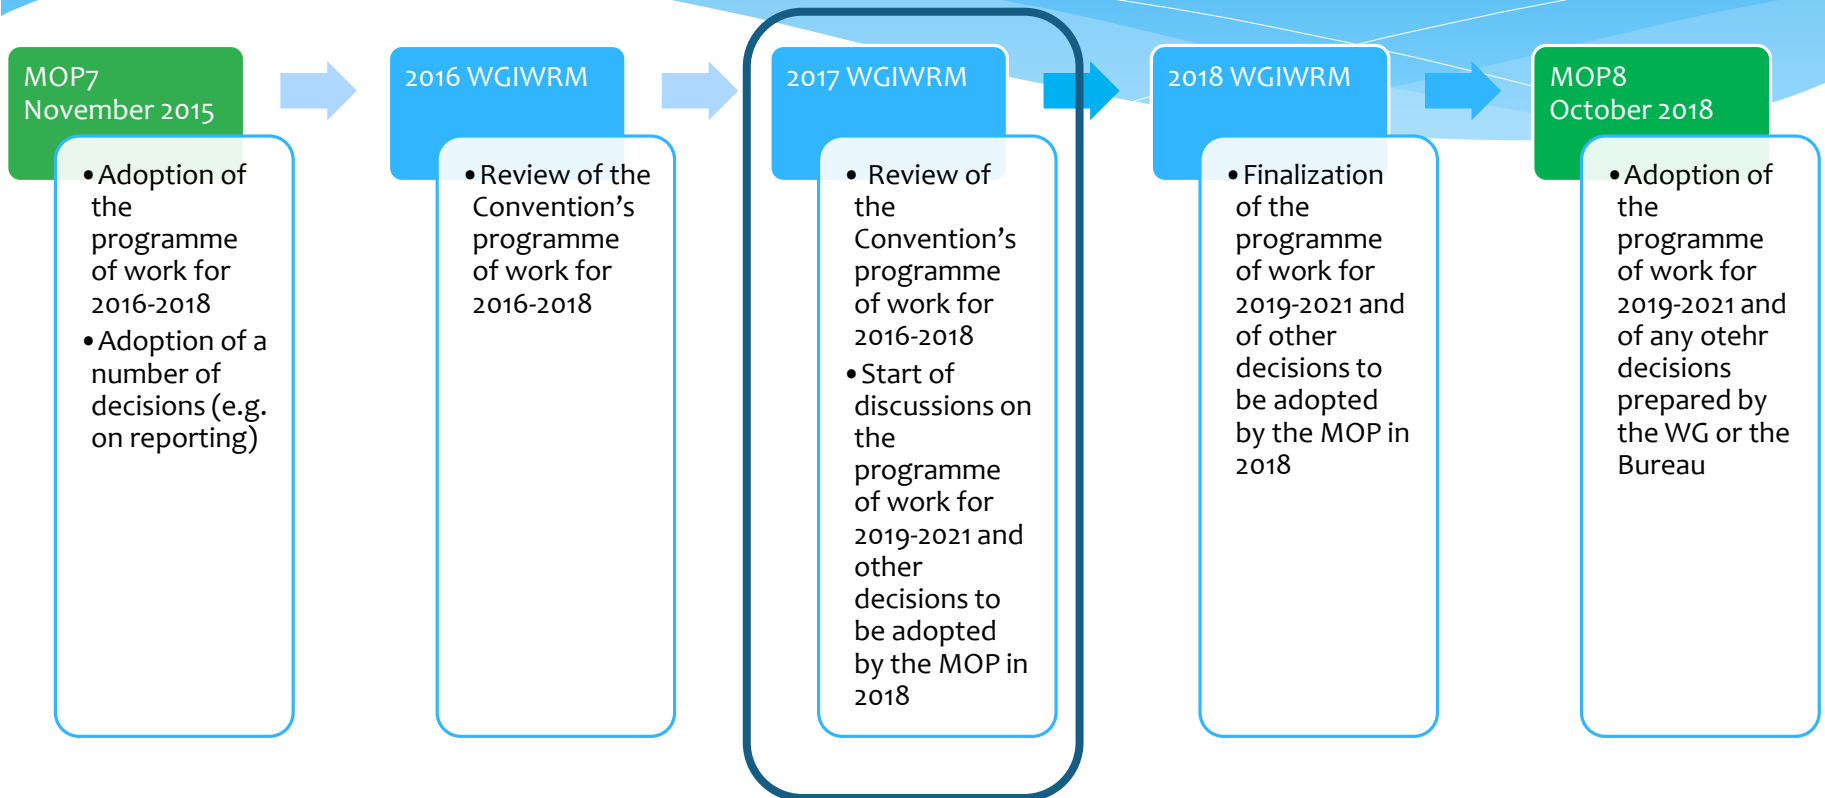 MOP7
November 2015
•Adoption of
the
programme
of work for
2016-2018
•Adoption of a
number of
decisions (e.g.
on reporting)
2016 WGIWRM
•Review of the
Convention’s
programme
of work for
2016-2018
2017 WGIWRM
• Review of
the
Convention’s
programme
of work for
2016-2018
•Start of
discussions on
the
programme
of work for
2019-2021 and
other
decisions to
be adopted
by the MOP in
2018
2018 WGIWRM
•Finalization
of the
programme
of work for
2019-2021 and
of other
decisions to
be adopted
by the MOP in
2018
MOP8
October 2018
•Adoption of
the
programme
of work for
2019-2021 and
of any otehr
decisions
prepared by
the WG or the
Bureau